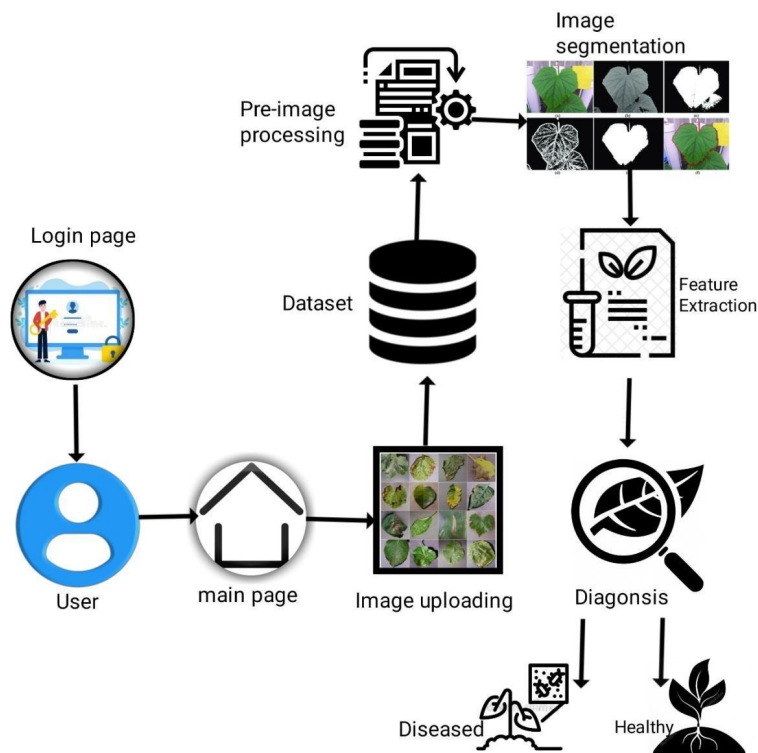 Image
segmentation
Pre-image
processing
(a)
(b)
Login page
Dataset
Feature
Extraction
User
main page
Image uploading
Diagonsis
Diseased
Healthy